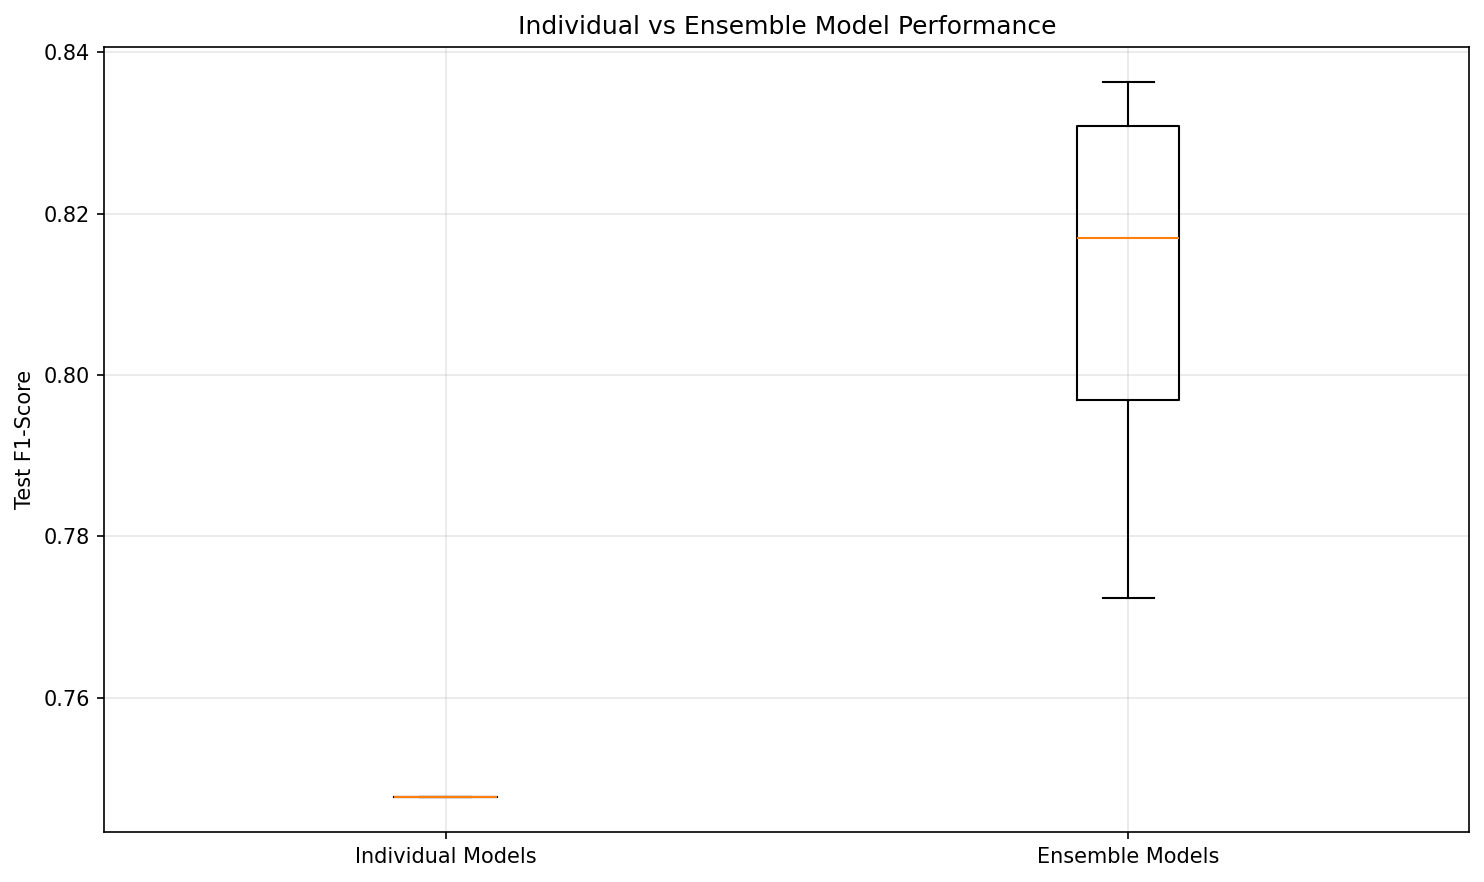 Individual vs Ensemble Model Performance
Test F1-Score
0.84
0.82
0.80
0.78
0.76
Individual Models
Ensemble Models